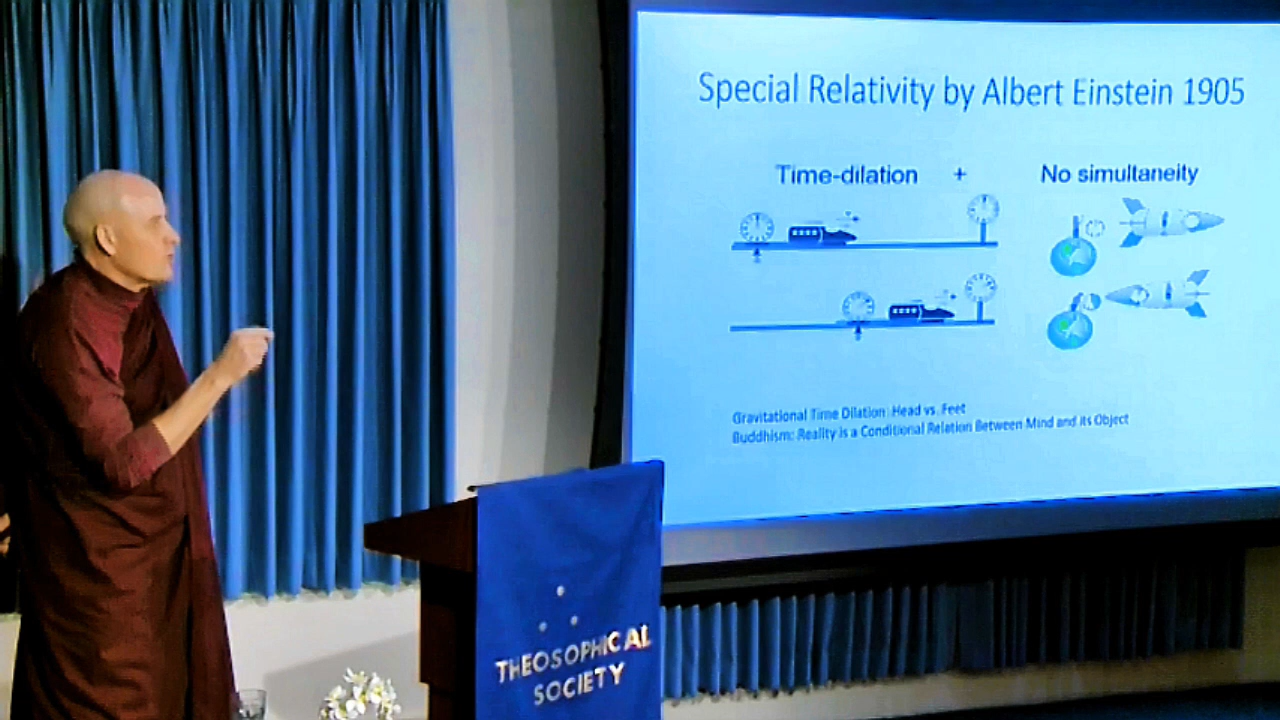 Special Relativity by Albert Einstein 1905
Time-dilation + No simultaneity
Gravitational Time Dilation: Head vs. Feet
Buddhism: Reality is a Conditional Relation Between Mind and its Object
THEOSOPHICAL
SOCIETY